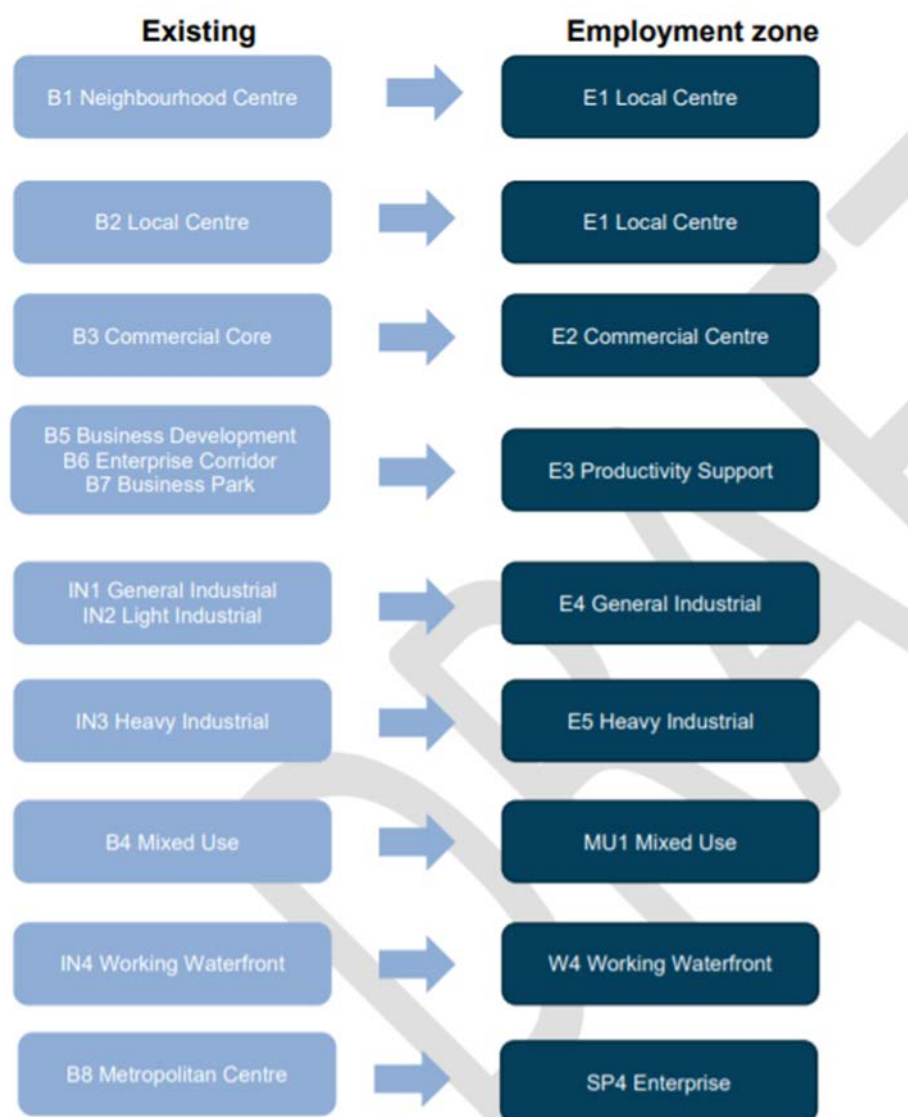 Existing Employment zone
B1 Neighbourhood Centre E1 Local Centre
B2 Local Centre E1 Local Centre
B3 Commercial Core E2 Commercial Centre
B5 Business Development
B6 Enterprise Corridor
B7 Business Park
E3 Productivity Support
IN1 General Industrial
IN2 Light Industrial
E4 General Industrial
IN3 Heavy Industrial E5 Heavy Industrial
B4 Mixed Use MU1 Mixed Use
IN4 Working Waterfront W4 Working Waterfront
B8 Metropolitan Centre SP4 Enterprise
DRAFT